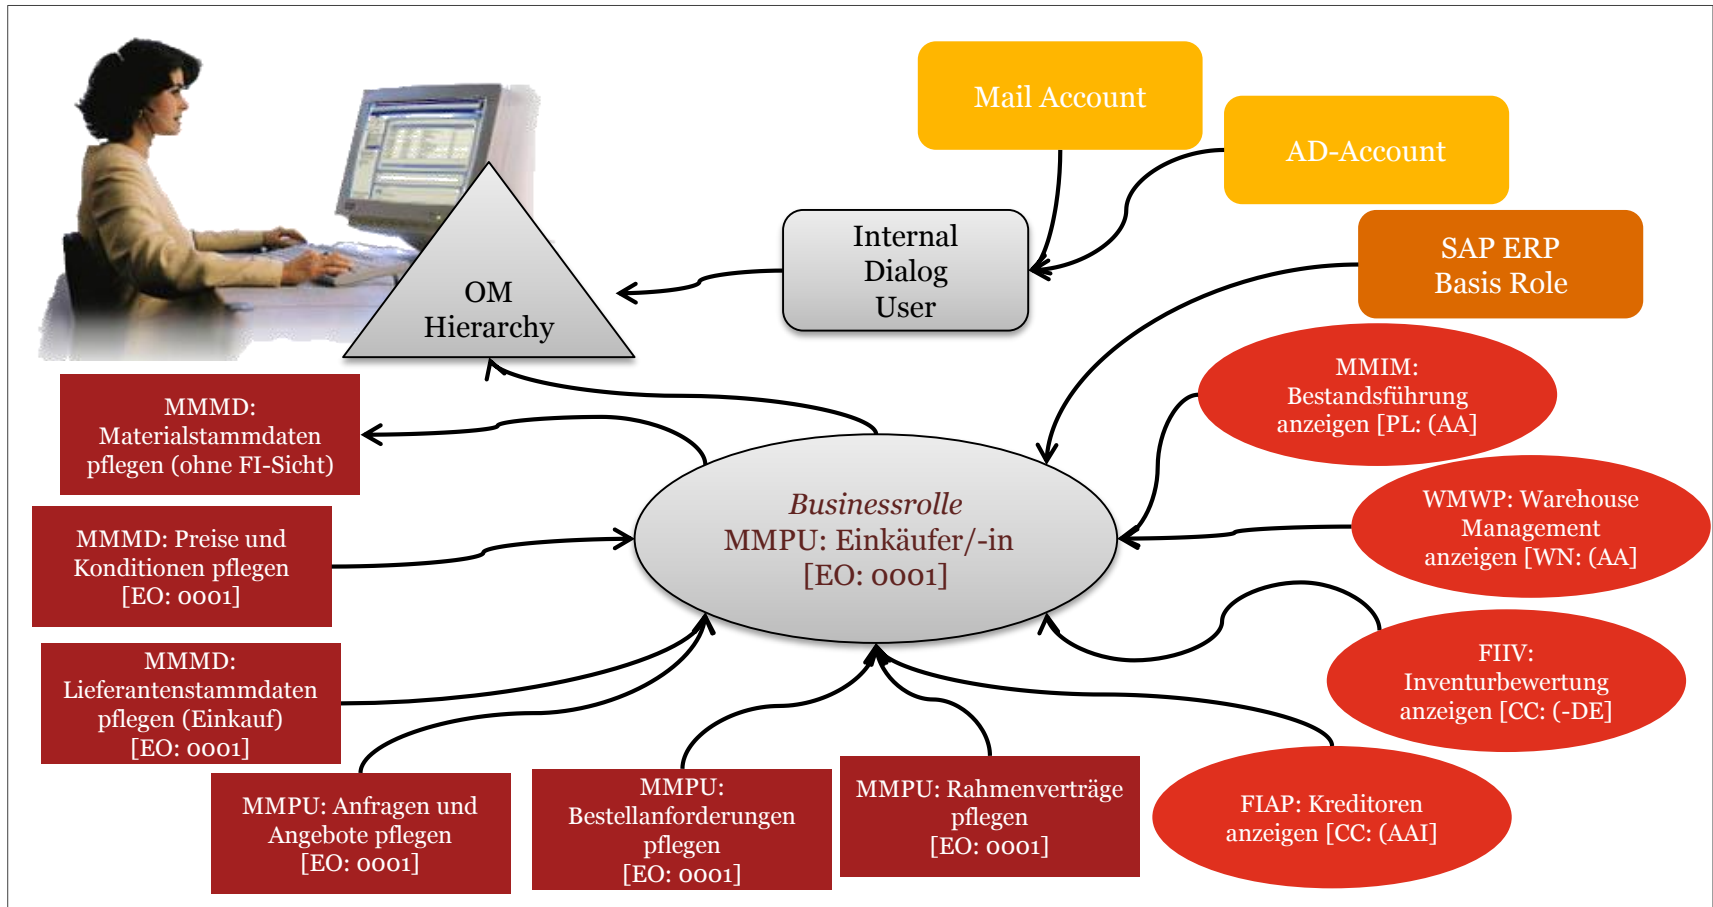 Mail Account
AD-Account
Internal
Dialog
User
SAP ERP
Basis Role
OM
Hierarchy
MMIM:
Bestandsführung
anzeigen [PL: (AA]
MMMD:
Materialstammdaten
pflegen (ohne FI-Sicht)
Businessrolle
MMPU: Einkäufer/-in
[EO: 0001]
WMWP: Warehouse
Management
anzeigen [WN: (AA]
MMMD: Preise und
Konditionen pflegen
[EO: 0001]
FIIV:
Inventurbewertung
anzeigen [CC: (-DE]
MMMD:
Lieferantenstammdaten
pflegen (Einkauf)
[EO: 0001]
MMPU: Anfragen und
Angebote pflegen
[EO: 0001]
MMPU:
Bestellanforderungen
pflegen
[EO: 0001]
MMPU: Rahmenverträge
pflegen
[EO: 0001]
FIAP: Kreditoren
anzeigen [CC: (AAI]